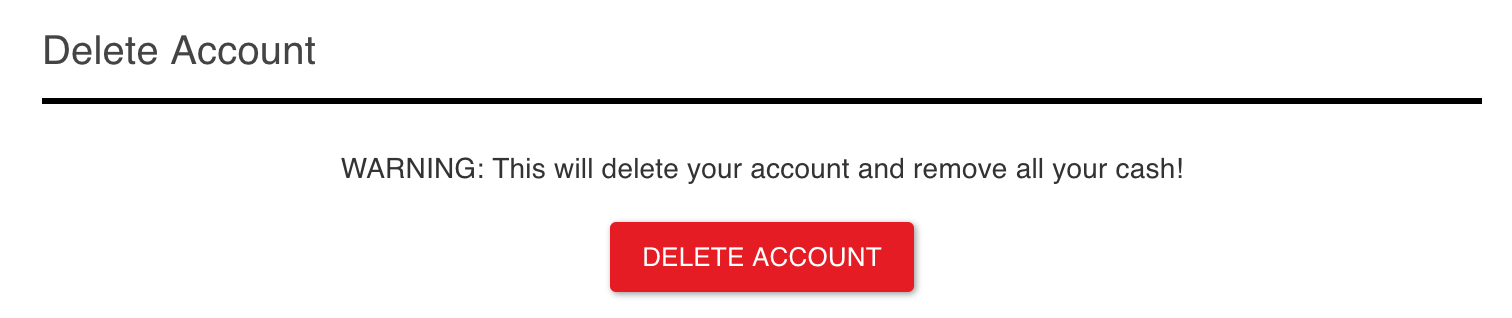 Delete Account
WARNING: This will delete your account and remove all your cash!
DELETE ACCOUNT